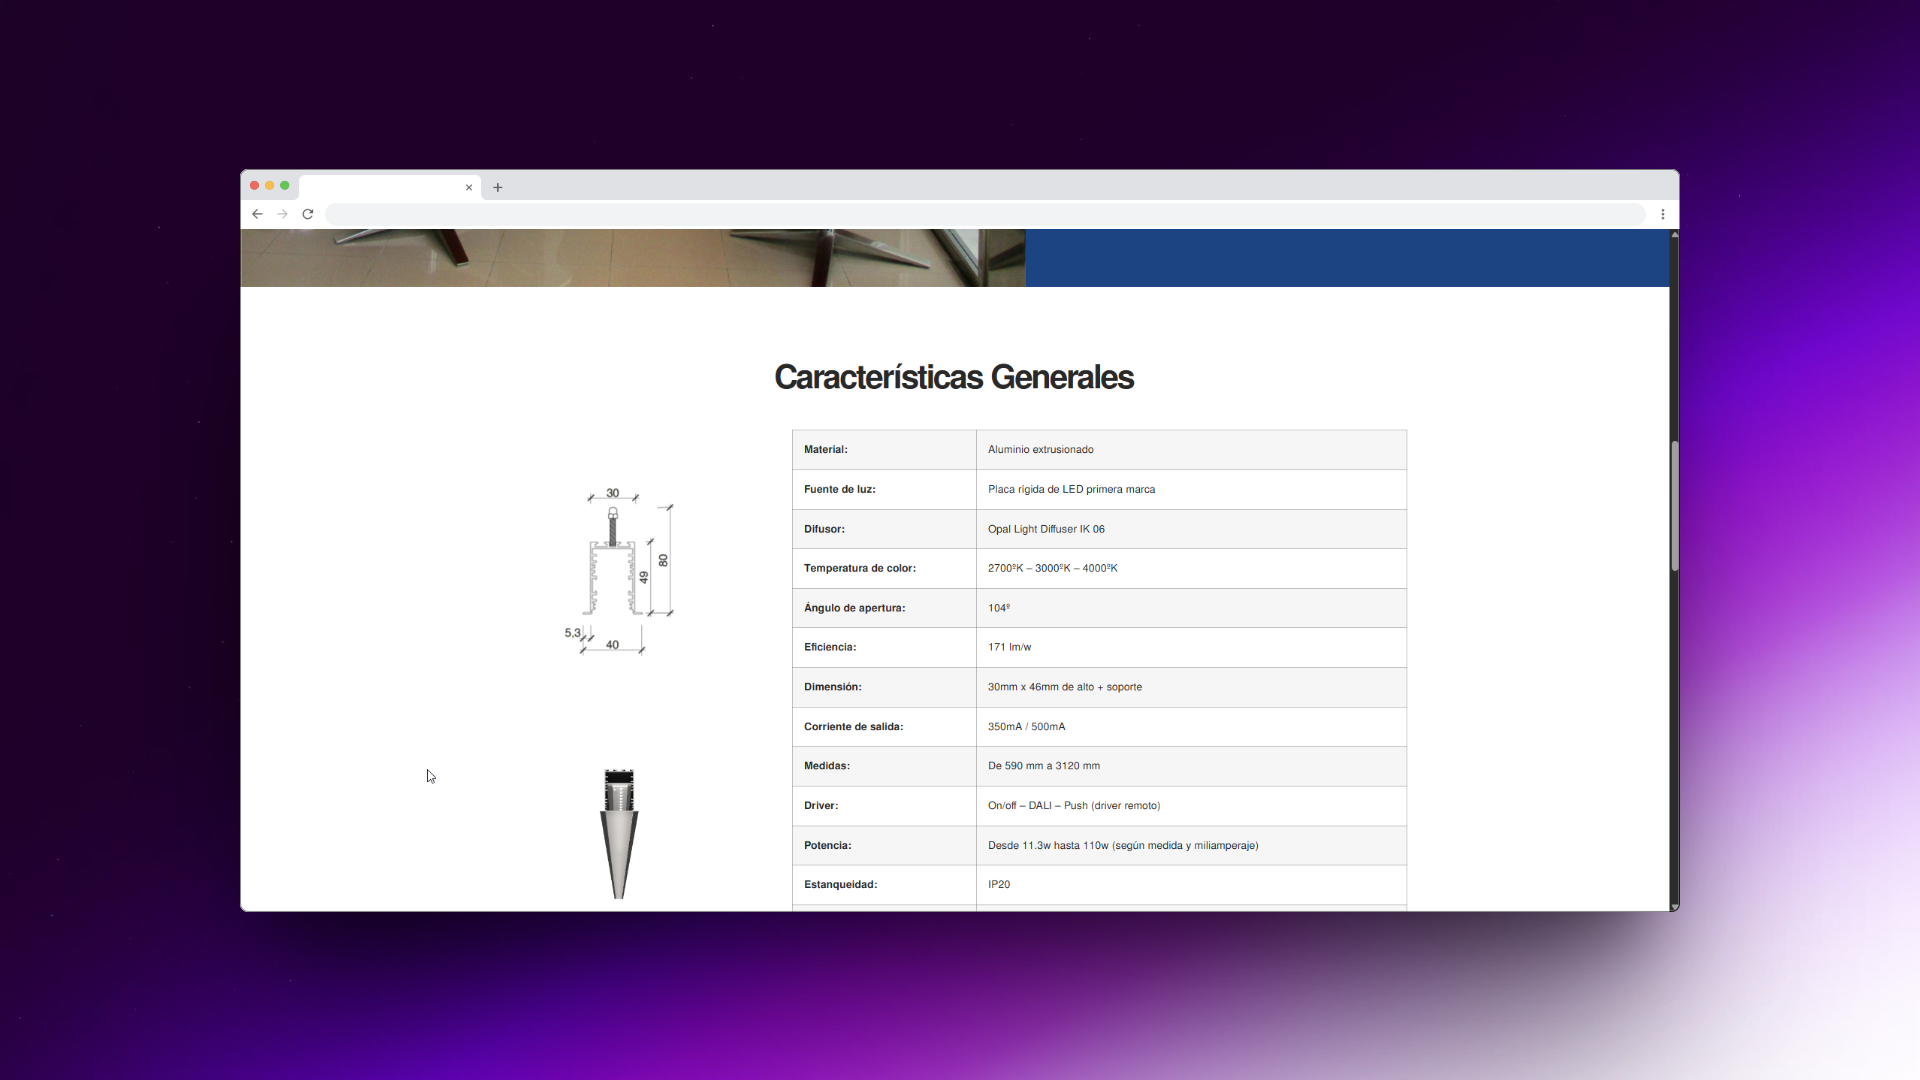 Características Generales
30
80
49
5,3
40
Material: Aluminio extrusionado
Fuente de luz: Placa rígida de LED primera marca
Difusor: Opal Light Diffuser IK 06
Temperatura de color: 2700ºK – 3000ºK – 4000ºK
Ángulo de apertura: 104º
Eficiencia: 171 lm/w
Dimensión: 30mm x 46mm de alto + soporte
Corriente de salida: 350mA / 500mA
Medidas: De 590 mm a 3120 mm
Driver: On/off – DALI – Push (driver remoto)
Potencia: Desde 11.3w hasta 110w (según medida y miliamperaje)
Estanqueidad: IP20